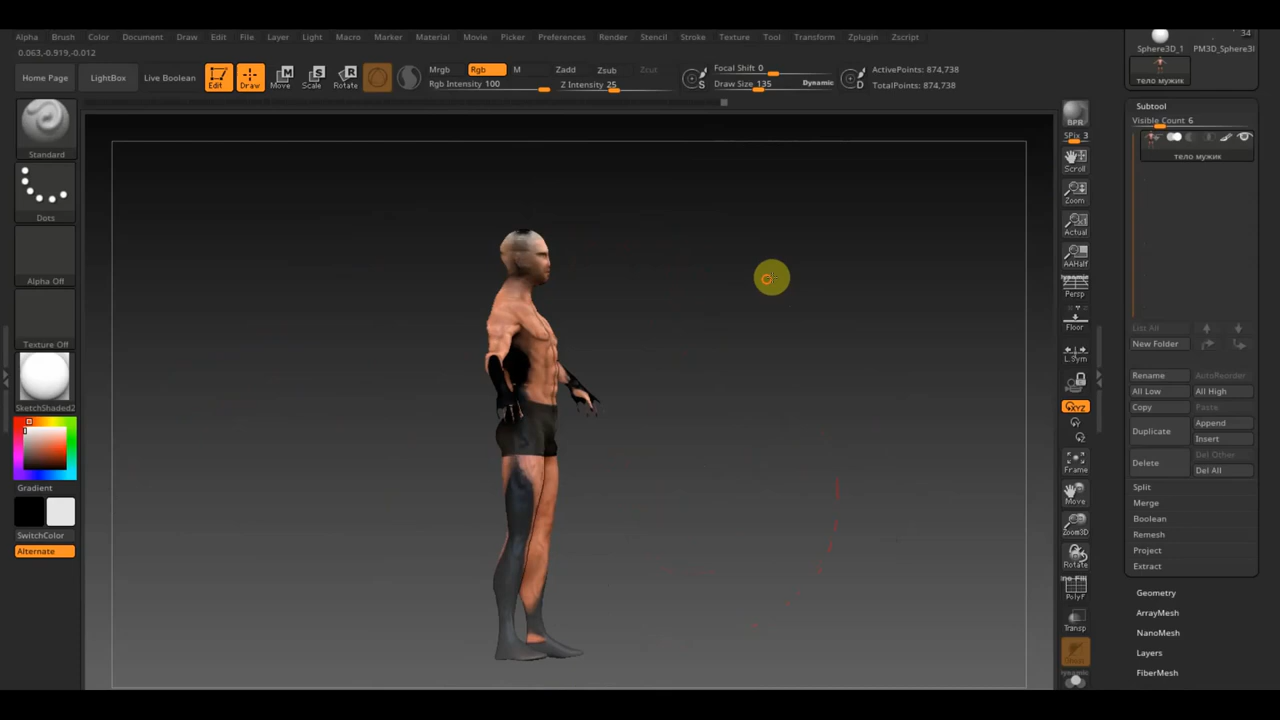 Alpha Brush Color Document Draw Edit File Layer Light Macro Marker Material Movie Picker Preferences Render Stencil Stroke Texture Tool Transform Zplugin Zscript
0.063,-0.919,-0.012
Home Page
LightBox
Live Boolean
Edit
Draw
Move
Scale
Rotate
Mrgb
Rgb
M
Rgb Intensity 100
Zadd
Zsub
Zcut
Z Intensity 25
S
Focal Shift 0
Draw Size 135
Dynamic
D
ActivePoints: 874,738
TotalPoints: 874,738
Standard
Dots
Alpha Off
Texture Off
SketchShaded2
Gradient
SwitchColor
Alternate
BPR
SPix 3
Scroll
Zoom
Actual
AAHalf
Persp
Floor
L.Sym
XYZ
Y
Z
Frame
Move
Zoom3D
Rotate
PolyF
Transp
34
Sphere3D_1
PM3D_Sphere3I
тело мужик
Subtool
Visible Count 6
тело мужик
List All
New Folder
Rename
AutoReorder
All Low
All High
Copy
Paste
Duplicate
Append
Insert
Delete
Del Other
Del All
Split
Merge
Boolean
Remesh
Project
Extract
Geometry
ArrayMesh
NanoMesh
Layers
FiberMesh